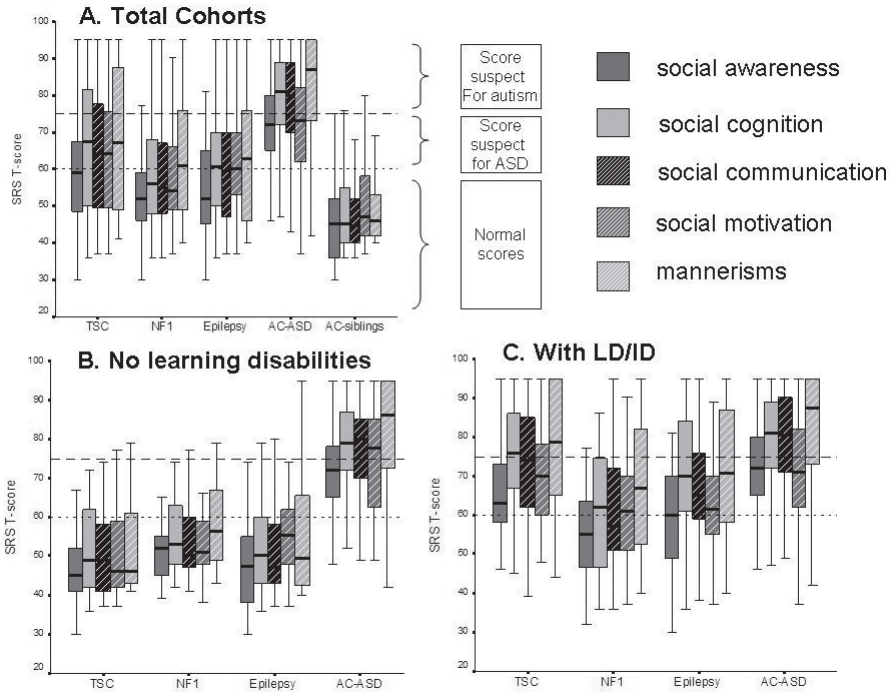 A. Total Cohorts
100
90
80
70
60
50
40
30
20
SRS T-score
TSC
NF1
Epilepsy
AC-ASD
AC-siblings
Score
suspect
For autism
Score
suspect
for ASD
Normal
scores
social awareness
social cognition
social communication
social motivation
mannerisms
B. No learning disabilities
100
90
80
70
60
50
40
30
20
SRS T-score
TSC
NF1
Epilepsy
AC-ASD
C. With LD/ID
100
90
80
70
60
50
40
30
20
SRS T-score
TSC
NF1
Epilepsy
AC-ASD